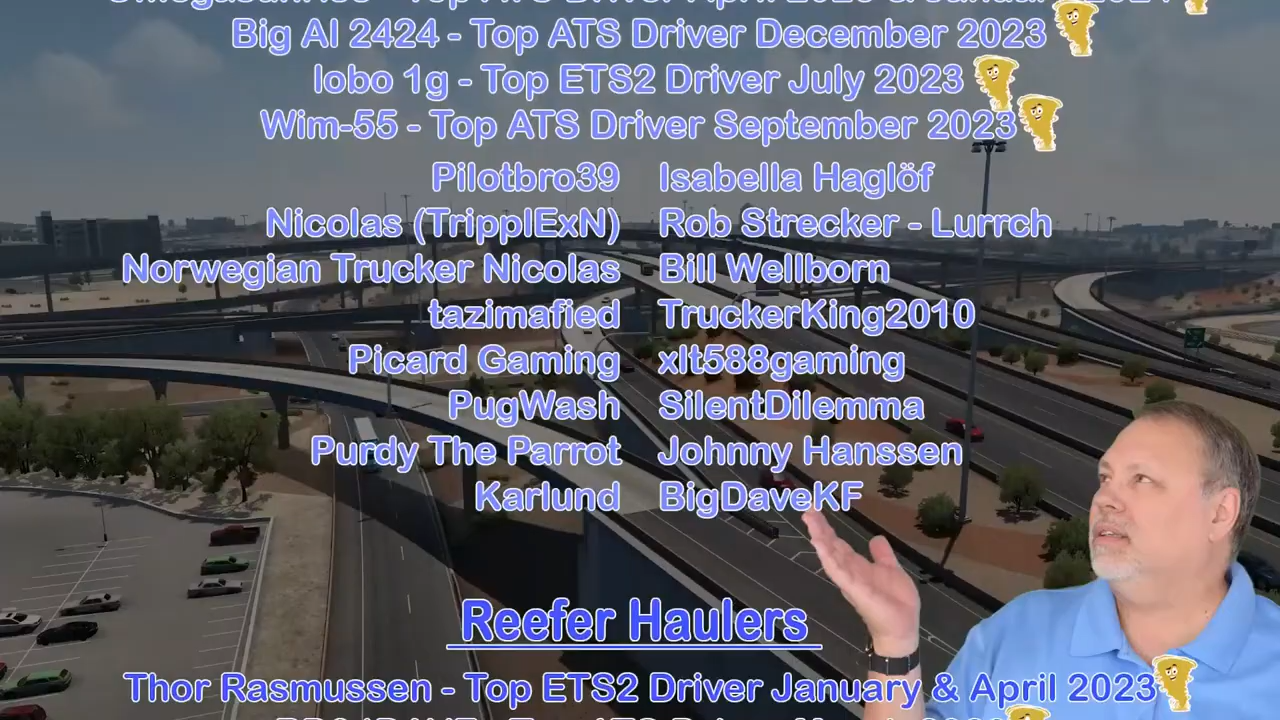 Big Al 2424 - Top ATS Driver December 2023
lobo 1g - Top ETS2 Driver July 2023
Wim-55 - Top ATS Driver September 2023
Pilotbro39 Isabella Haglöf
Nicolas (TripplExN) Rob Strecker - Lurrch
Norwegian Trucker Nicolas Bill Wellborn
tazimafied TruckerKing2010
Picard Gaming xlt588gaming
PugWash SilentDilemma
Purdy The Parrot Johnny Hanssen
Karlund BigDaveKF
Reefer Haulers
Thor Rasmussen - Top ETS2 Driver January & April 2023